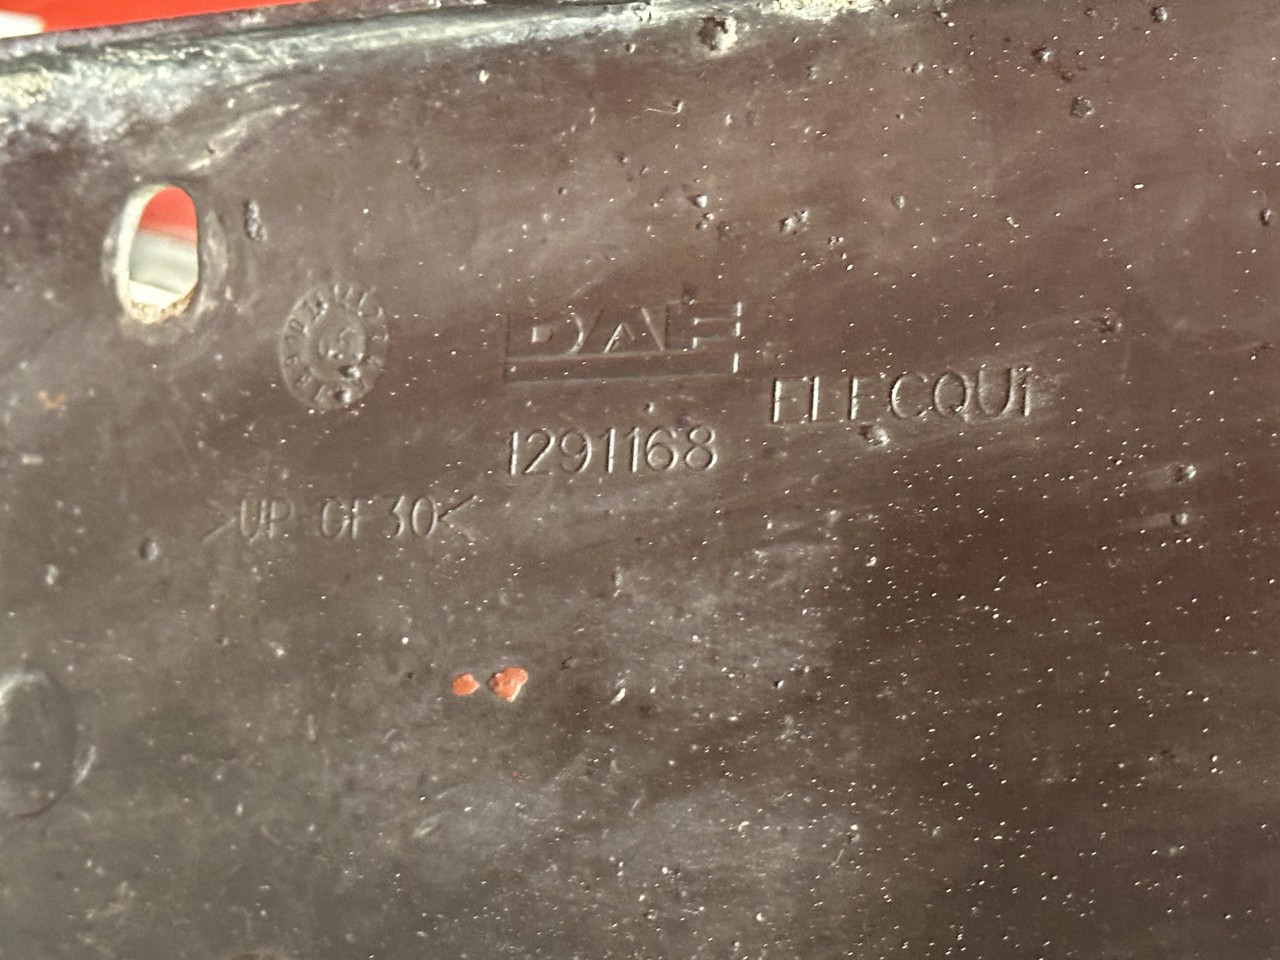 DAF
ELECQUI
1291168
>UP-GF30<